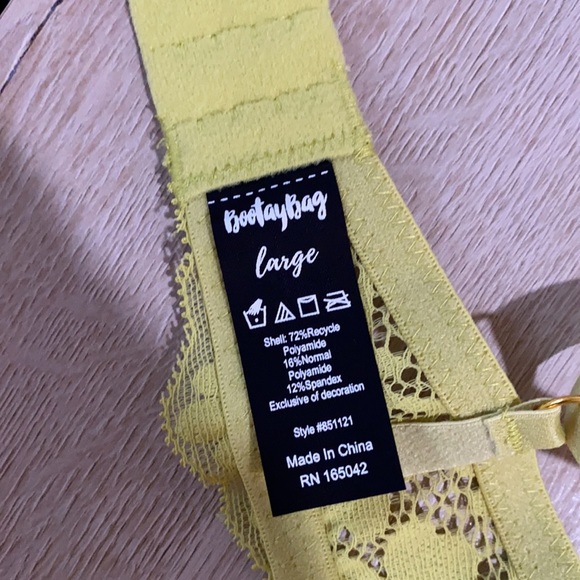 BootayBag
large
Shell: 72%Recycle
Polyamide
16%Normal
Polyamide
12%Spandex
Exclusive of decoration
Style #851121
Made In China
RN 165042